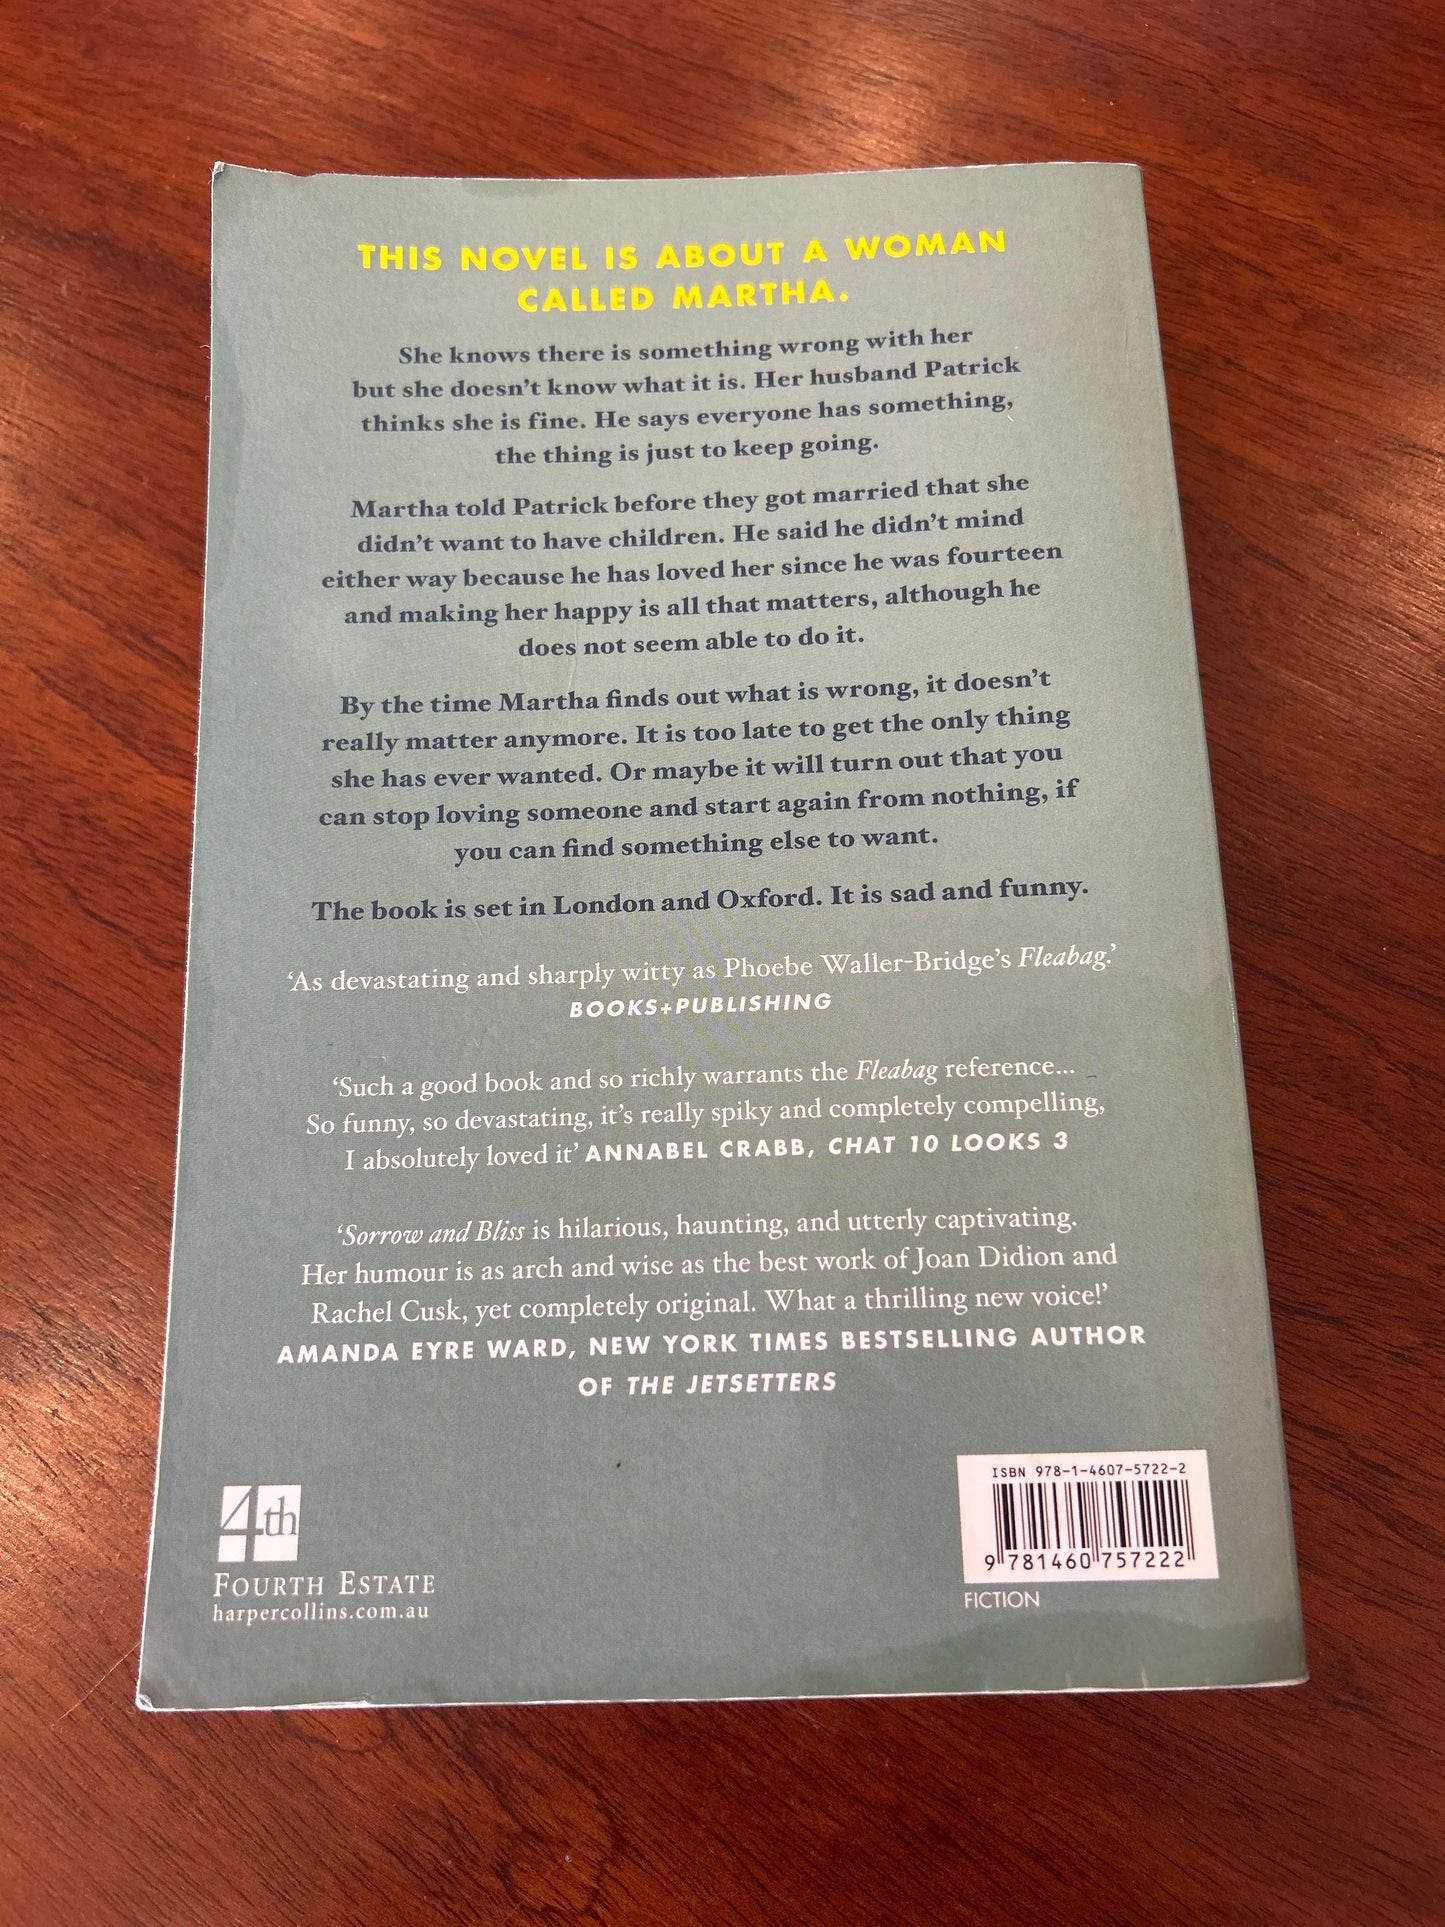 THIS NOVEL IS ABOUT A WOMAN
CALLED MARTHA.
She knows there is something wrong with her
but she doesn't know what it is. Her husband Patrick
thinks she is fine. He says everyone has something,
the thing is just to keep going.
Martha told Patrick before they got married that she
didn't want to have children. He said he didn't mind
either way because he has loved her since he was fourteen
and making her happy is all that matters, although he
does not seem able to do it.
By the time Martha finds out what is wrong, it doesn't
really matter anymore. It is too late to get the only thing
she has ever wanted. Or maybe it will turn out that you
can stop loving someone and start again from nothing, if
you can find something else to want.
The book is set in London and Oxford. It is sad and funny.
‘As devastating and sharply witty as Phoebe Waller-Bridge's Fleabag.’
BOOKS+PUBLISHING
‘Such a good book and so richly warrants the Fleabag reference...
So funny, so devastating, it's really spiky and completely compelling,
I absolutely loved it’ ANNABEL CRABB, CHAT 10 LOOKS 3
‘Sorrow and Bliss is hilarious, haunting, and utterly captivating.
Her humour is as arch and wise as the best work of Joan Didion and
Rachel Cusk, yet completely original. What a thrilling new voice!’
AMANDA EYRE WARD, NEW YORK TIMES BESTSELLING AUTHOR
OF THE JETSETTERS
4th
FOURTH ESTATE
harpercollins.com.au
ISBN 978-1-4607-5722-2
9 781460 757222
FICTION